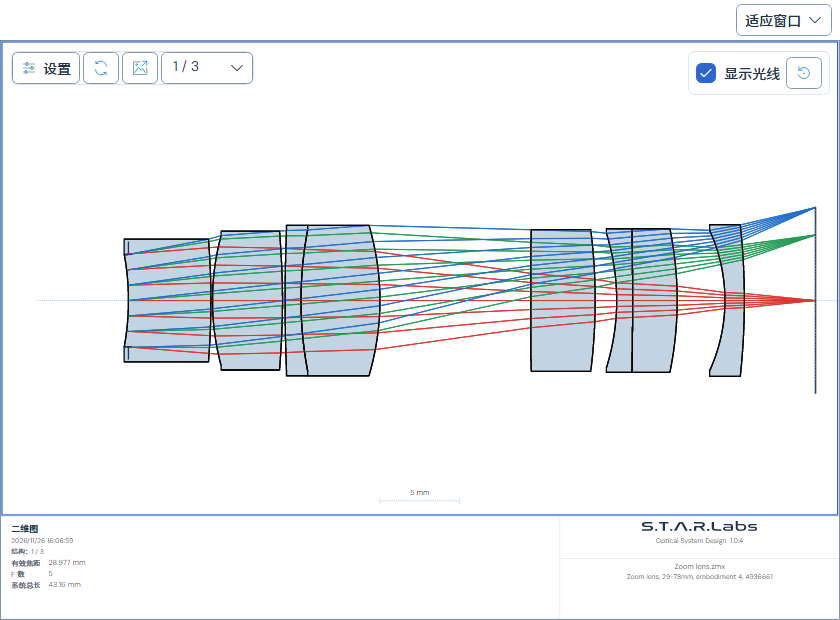 适应窗口
设置
1 / 3
显示光线
5 mm
二维图
2026/11/26 16:06:59
结构: 1 / 3
有效焦距 28.977 mm
F 数 5
系统总长 43.16 mm
S.T.A.R.Labs
Optical System Design 1.0.4
Zoom lens.zmx
Zoom lens, 29-78mm, embodiment 4, 4936661